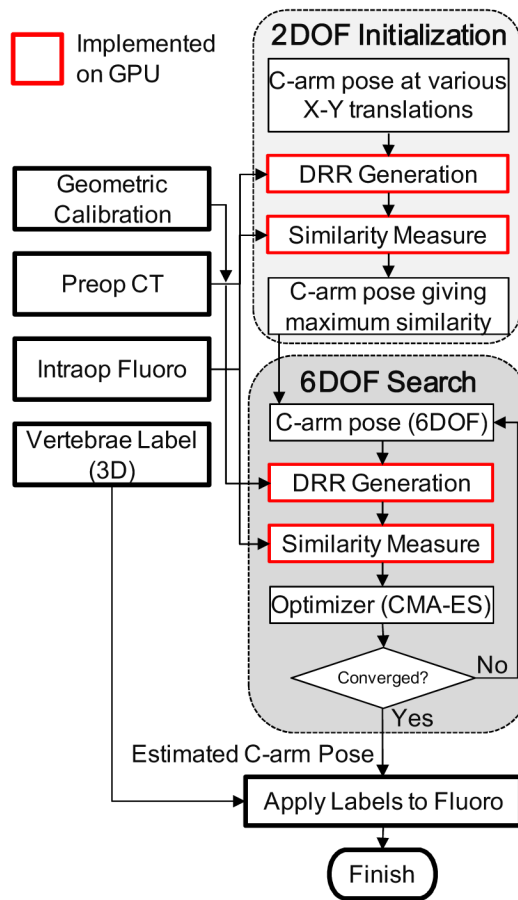 Implemented
on GPU
2DOF Initialization
C-arm pose at various
X-Y translations
DRR Generation
Similarity Measure
C-arm pose giving
maximum similarity
Geometric
Calibration
Preop CT
Intraop Fluoro
Vertebrae Label
(3D)
6DOF Search
C-arm pose (6DOF)
DRR Generation
Similarity Measure
Optimizer (CMA-ES)
Converged?
No
Yes
Estimated C-arm Pose
Apply Labels to Fluoro
Finish